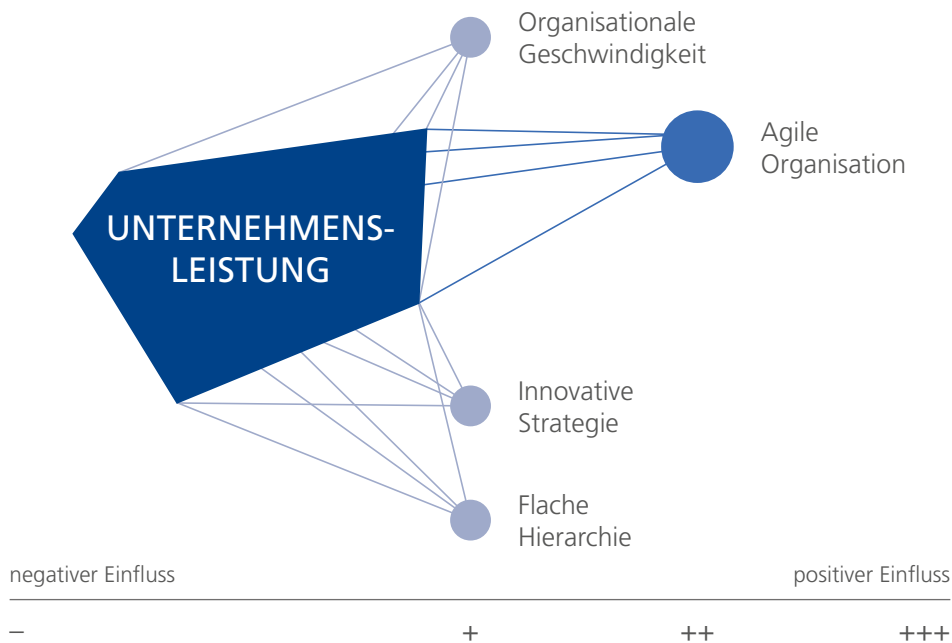 Organisationale
Geschwindigkeit
Agile
Organisation
UNTERNEHMENS-
LEISTUNG
Innovative
Strategie
Flache
Hierarchie
negativer Einfluss positiver Einfluss
– + ++ +++